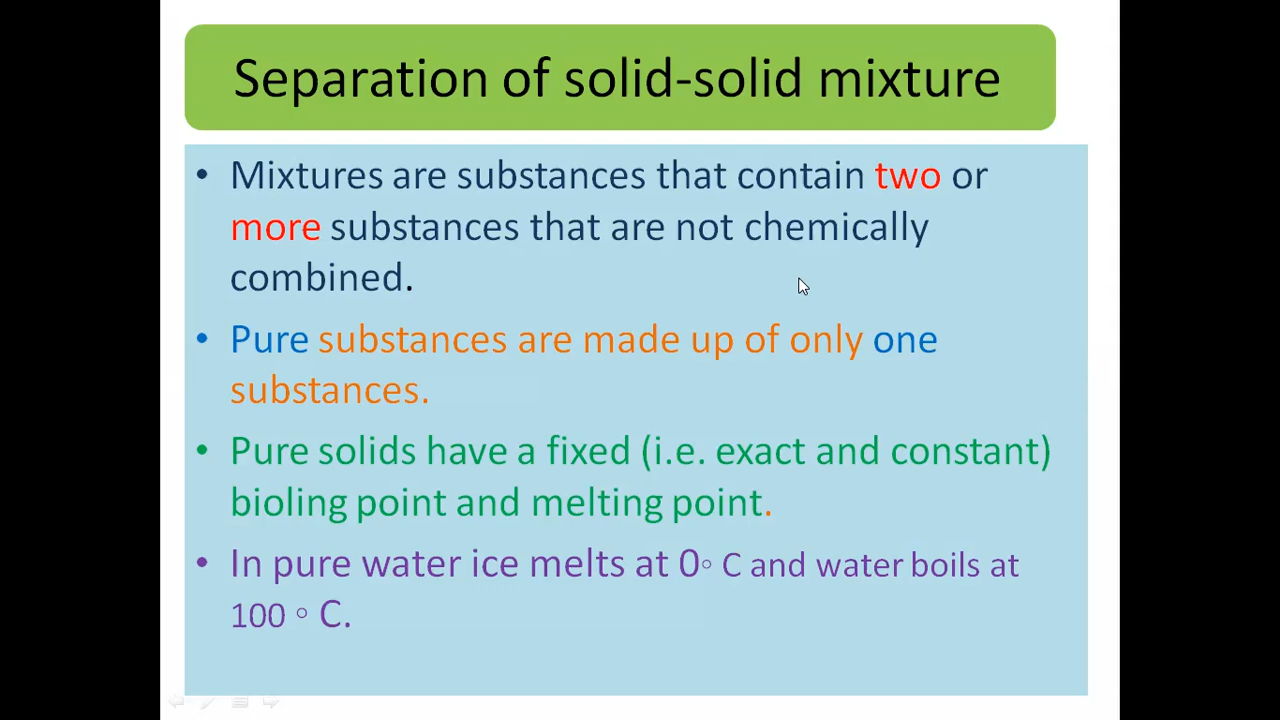 Separation of solid-solid mixture
• Mixtures are substances that contain two or
more substances that are not chemically
combined.
• Pure substances are made up of only one
substances.
• Pure solids have a fixed (i.e. exact and constant)
bioling point and melting point.
• In pure water ice melts at 0◦ C and water boils at
100 ◦ C.